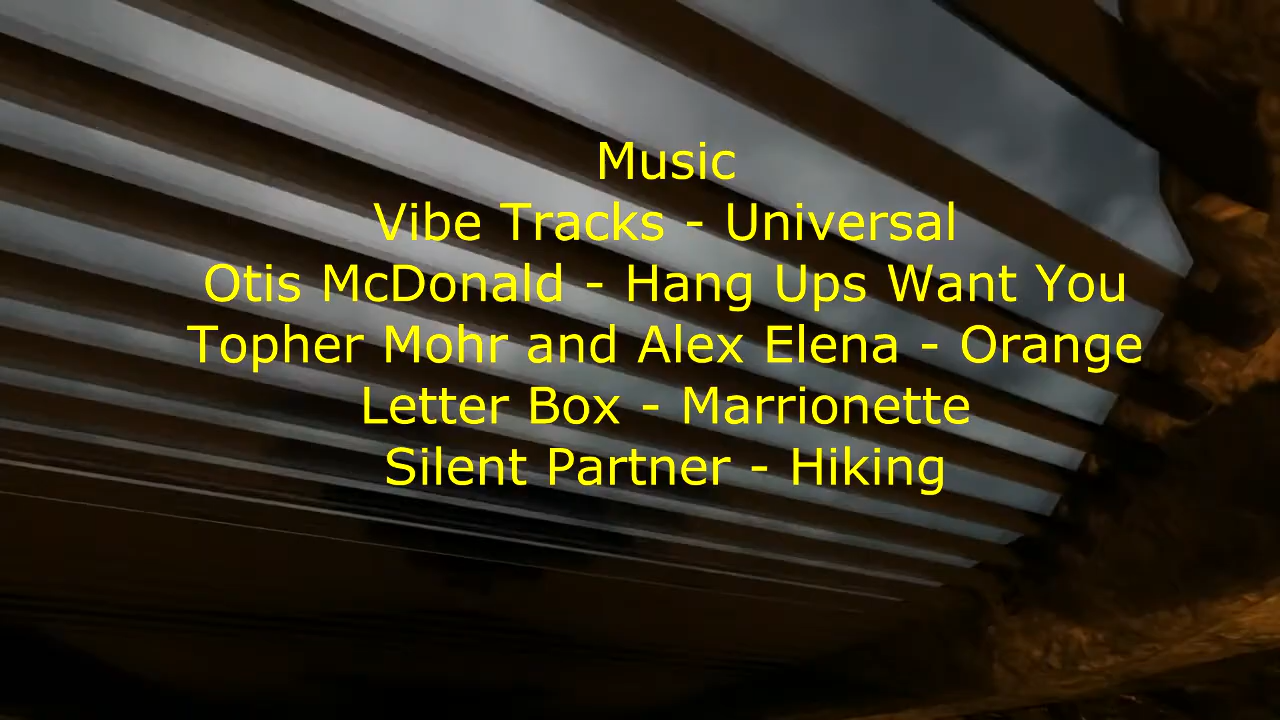 Music
Vibe Tracks - Universal
Otis McDonald - Hang Ups Want You
Topher Mohr and Alex Elena - Orange
Letter Box - Marrionette
Silent Partner - Hiking